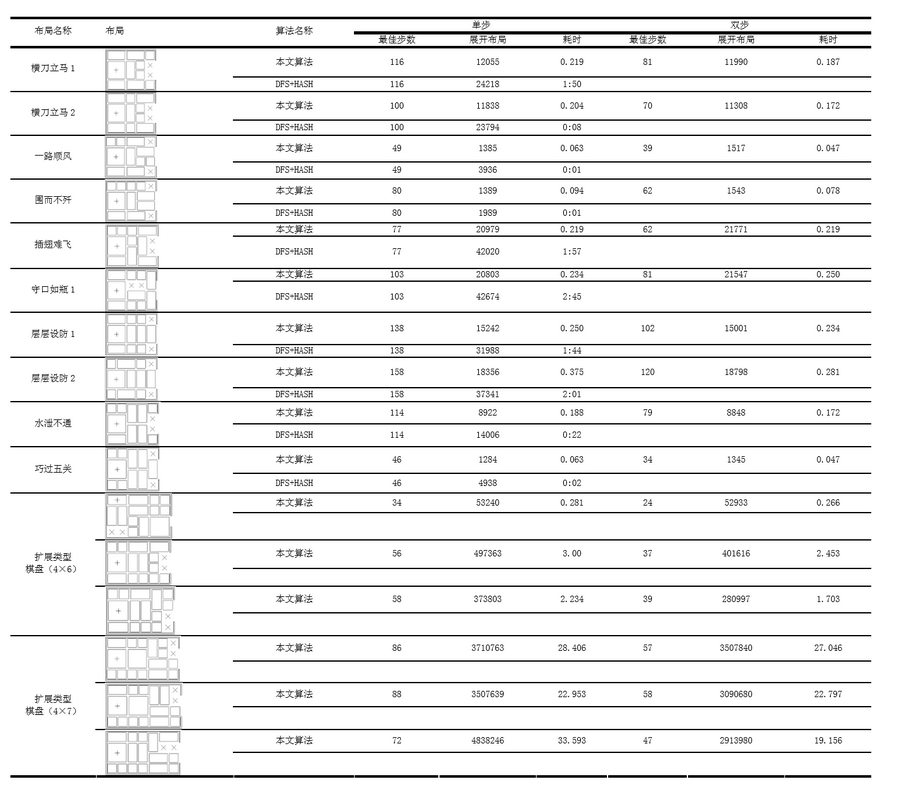 布局名称 布局 算法名称 单步 双步
最佳步数 展开布局 耗时 最佳步数 展开布局 耗时
横刀立马 1 本文算法 116 12055 0.219 81 11990 0.187
DFS+HASH 116 24218 1:50
横刀立马 2 本文算法 100 11838 0.204 70 11308 0.172
DFS+HASH 100 23794 0:08
一路顺风 本文算法 49 1385 0.063 39 1517 0.047
DFS+HASH 49 3936 0:01
围而不歼 本文算法 80 1389 0.094 62 1543 0.078
DFS+HASH 80 1989 0:01
插翅难飞 本文算法 77 20979 0.219 62 21771 0.219
DFS+HASH 77 42020 1:57
守口如瓶 1 本文算法 103 20803 0.234 81 21547 0.250
DFS+HASH 103 42674 2:45
层层设防 1 本文算法 138 15242 0.250 102 15001 0.234
DFS+HASH 138 31988 1:44
层层设防 2 本文算法 158 18356 0.375 120 18798 0.281
DFS+HASH 158 37341 2:01
水泄不通 本文算法 114 8922 0.188 79 8848 0.172
DFS+HASH 114 14006 0:22
巧过五关 本文算法 46 1284 0.063 34 1345 0.047
DFS+HASH 46 4938 0:02
扩展类型
棋盘（4×6）
本文算法 34 53240 0.281 24 52933 0.266
本文算法 56 497363 3.00 37 401616 2.453
本文算法 58 373803 2.234 39 280997 1.703
扩展类型
棋盘（4×7）
本文算法 86 3710763 28.406 57 3507840 27.046
本文算法 88 3507639 22.953 58 3090680 22.797
本文算法 72 4838246 33.593 47 2913980 19.156